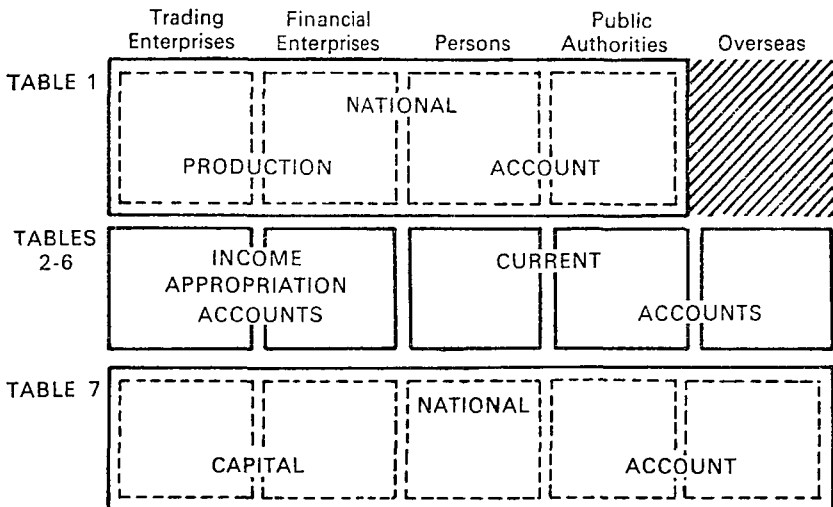 Trading Enterprises
Financial Enterprises
Persons
Public Authorities
Overseas
TABLE 1
NATIONAL
PRODUCTION ACCOUNT
TABLES 2-6
INCOME APPROPRIATION ACCOUNTS
CURRENT
ACCOUNTS
TABLE 7
NATIONAL
CAPITAL ACCOUNT